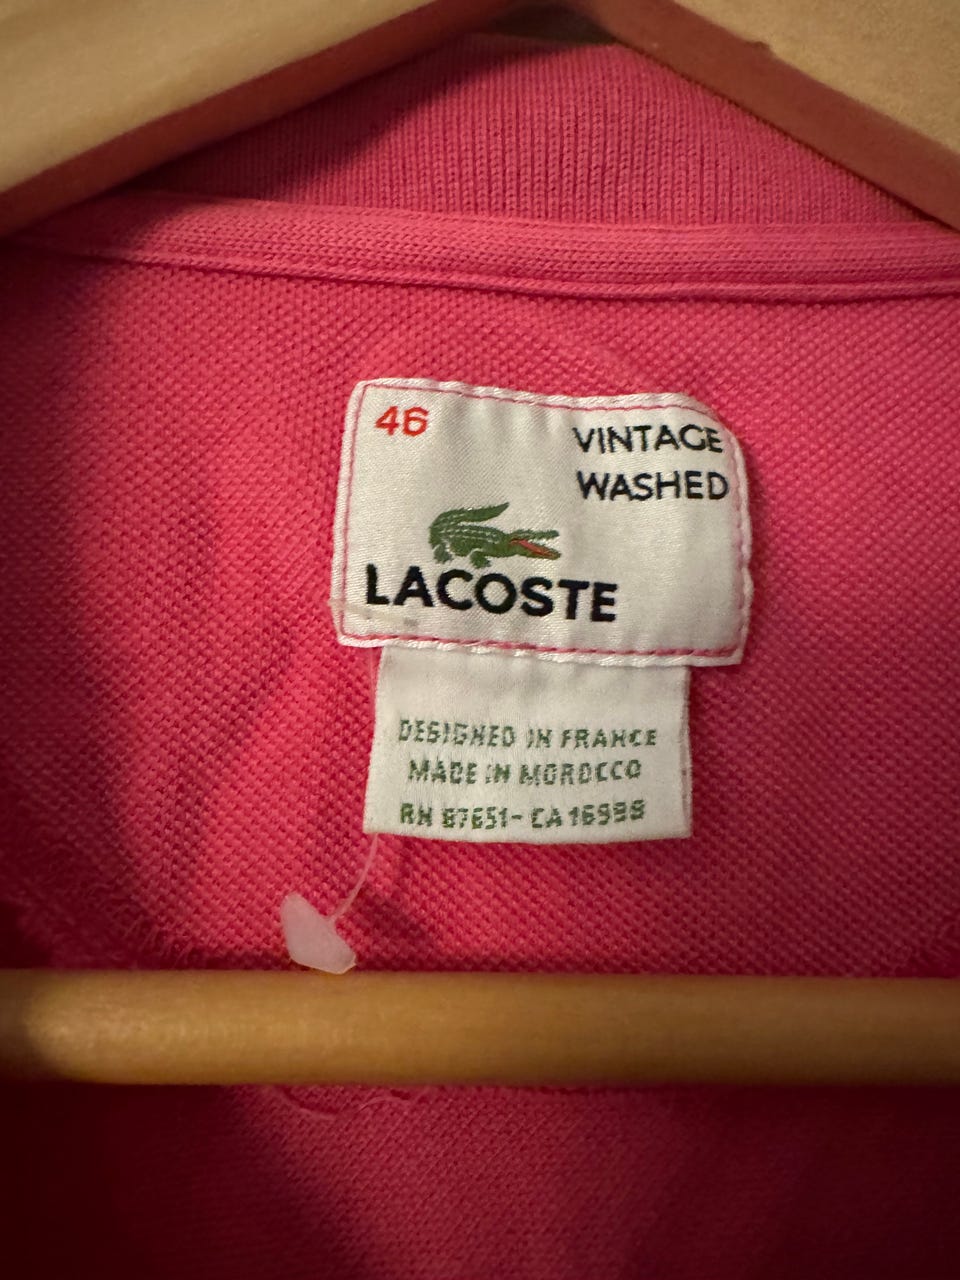 46
VINTAGE
WASHED
LACOSTE
DESIGNED IN FRANCE
MADE IN MOROCCO
RN 87651- CA 16998